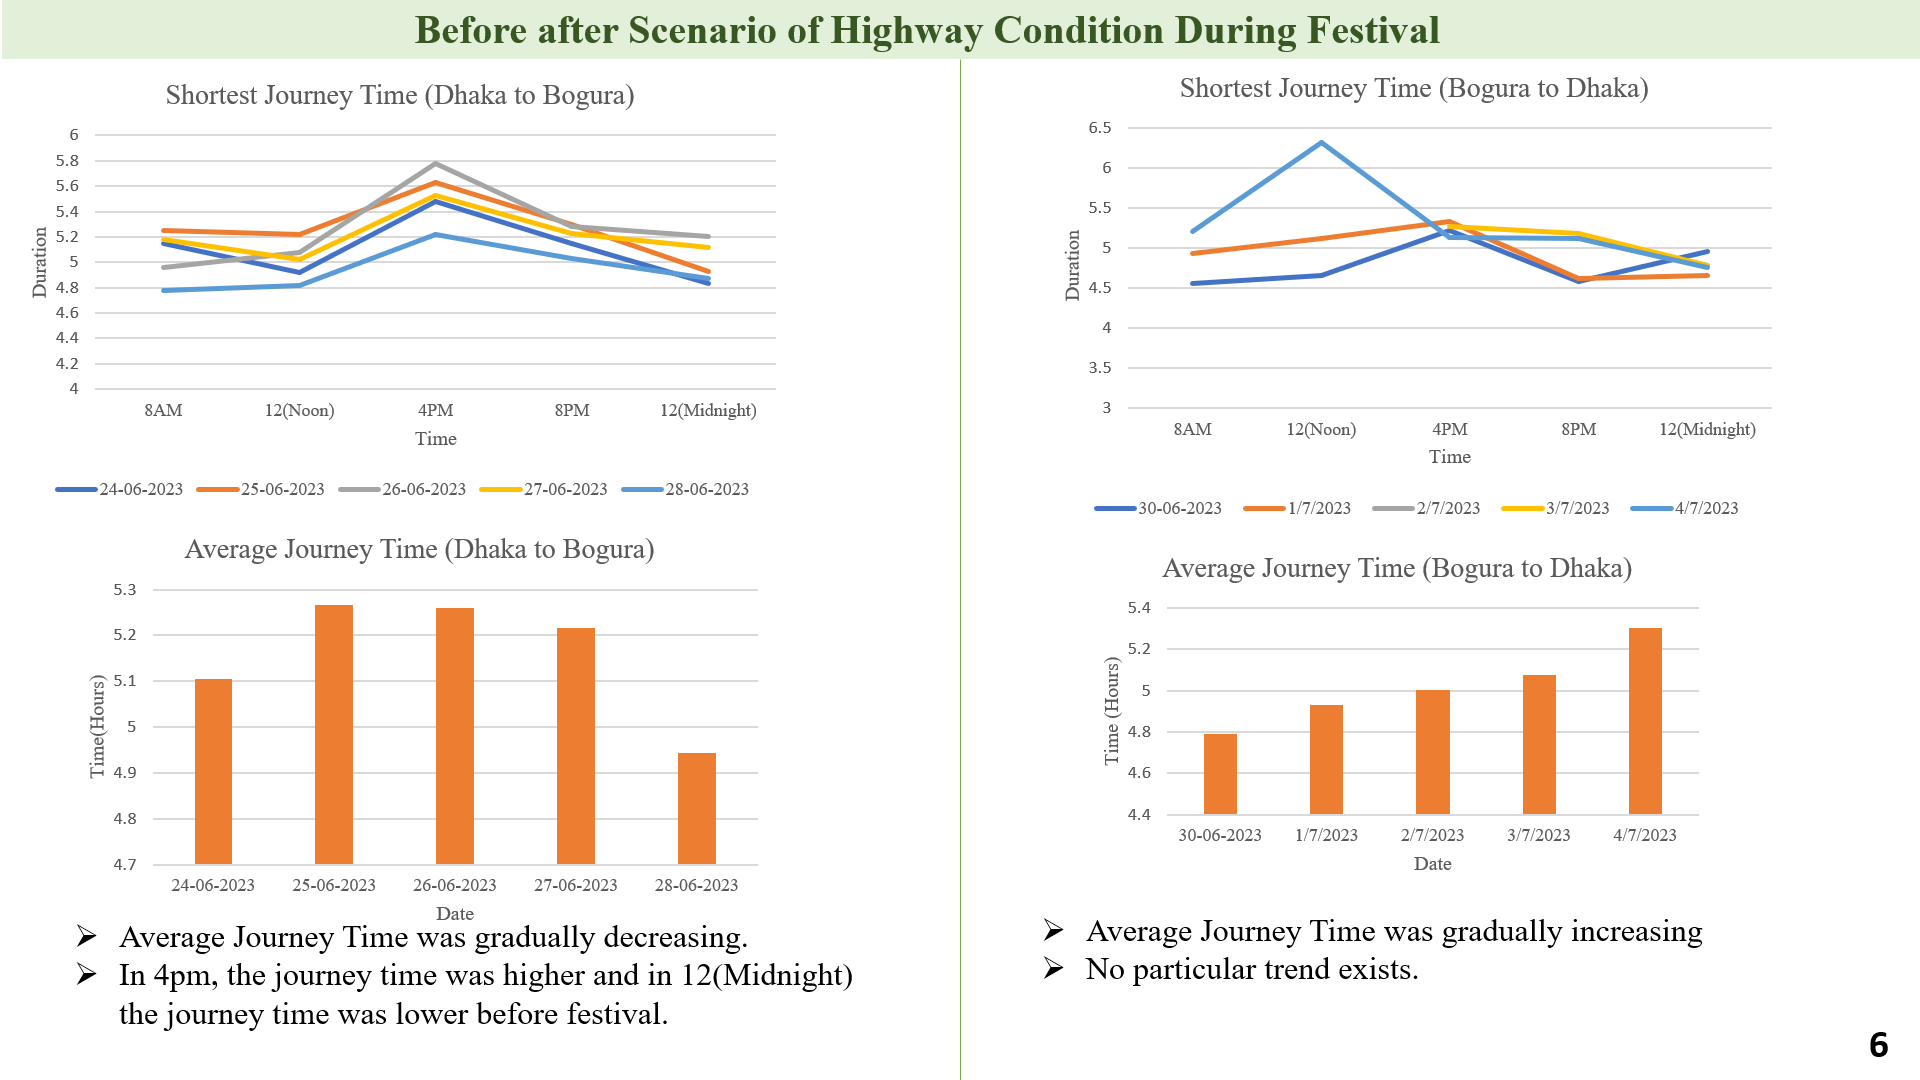 Before after Scenario of Highway Condition During Festival
Shortest Journey Time (Dhaka to Bogura)
6
5.8
5.6
5.4
5.2
5
4.8
4.6
4.4
4.2
4
Duration
8AM 12(Noon) 4PM 8PM 12(Midnight)
Time
24-06-2023 25-06-2023 26-06-2023 27-06-2023 28-06-2023
Average Journey Time (Dhaka to Bogura)
5.3
5.2
5.1
5
4.9
4.8
4.7
Time(Hours)
24-06-2023 25-06-2023 26-06-2023 27-06-2023 28-06-2023
Date
➢ Average Journey Time was gradually decreasing.
➢ In 4pm, the journey time was higher and in 12(Midnight)
the journey time was lower before festival.
Shortest Journey Time (Bogura to Dhaka)
6.5
6
5.5
5
4.5
4
3.5
3
Duration
8AM 12(Noon) 4PM 8PM 12(Midnight)
Time
30-06-2023 1/7/2023 2/7/2023 3/7/2023 4/7/2023
Average Journey Time (Bogura to Dhaka)
5.4
5.2
5
4.8
4.6
4.4
Time (Hours)
30-06-2023 1/7/2023 2/7/2023 3/7/2023 4/7/2023
Date
➢ Average Journey Time was gradually increasing
➢ No particular trend exists.
6